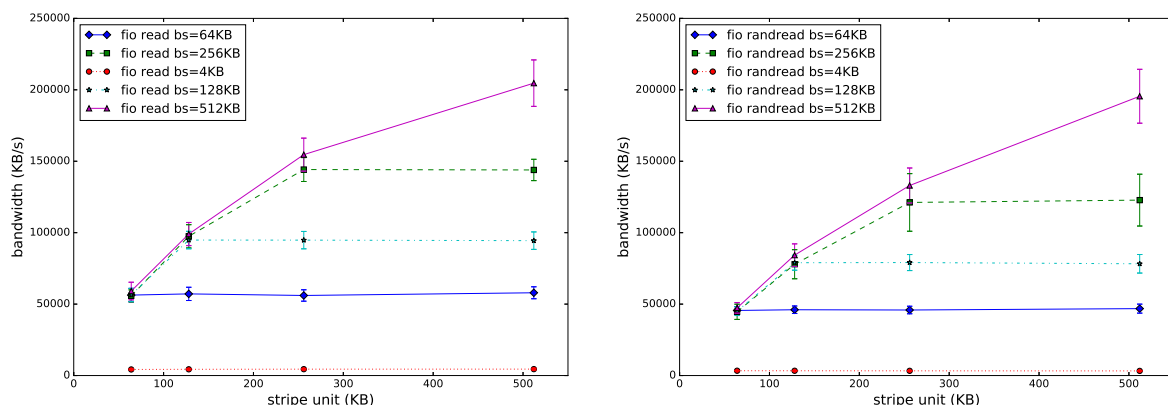 250000
200000
150000
100000
50000
0
bandwidth (KB/s)
fio read bs=64KB
fio read bs=256KB
fio read bs=4KB
fio read bs=128KB
fio read bs=512KB
0 100 200 300 400 500
stripe unit (KB)
250000
200000
150000
100000
50000
0
bandwidth (KB/s)
fio randread bs=64KB
fio randread bs=256KB
fio randread bs=4KB
fio randread bs=128KB
fio randread bs=512KB
0 100 200 300 400 500
stripe unit (KB)